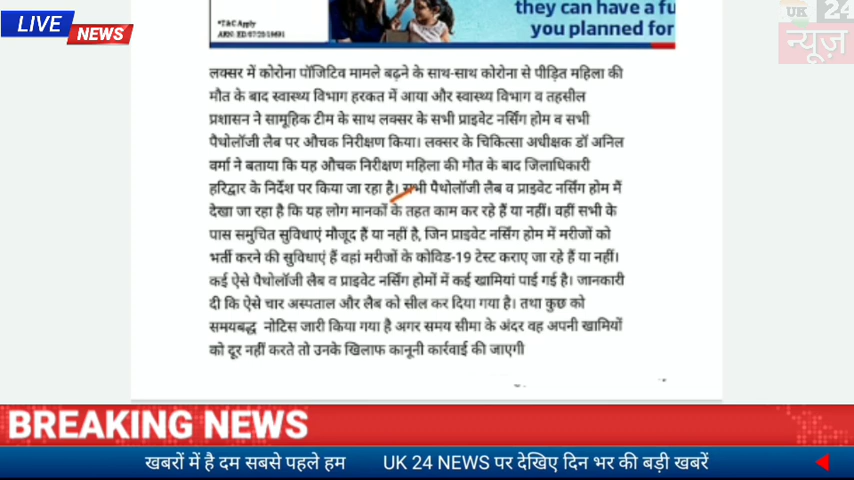 LIVE
NEWS
UK 24
न्यूज़
*T&C Apply
they can have a fu
you planned for
लक्सर में कोरोना पॉजिटिव मामले बढ़ने के साथ-साथ कोरोना से पीड़ित महिला की
मौत के बाद स्वास्थ्य विभाग हरकत में आया और स्वास्थ्य विभाग व तहसील
प्रशासन ने सामूहिक टीम के साथ लक्सर के सभी प्राइवेट नर्सिंग होम व सभी
पैथोलॉजी लैब पर औचक निरीक्षण किया। लक्सर के चिकित्सा अधीक्षक डॉ अनिल
वर्मा ने बताया कि यह औचक निरीक्षण महिला की मौत के बाद जिलाधिकारी
हरिद्वार के निर्देश पर किया जा रहा है। सभी पैथोलॉजी लैब व प्राइवेट नर्सिंग होम मैं
देखा जा रहा है कि यह लोग मानकों के तहत काम कर रहे हैं या नहीं। वहीं सभी के
पास समुचित सुविधाएं मौजूद हैं या नहीं है, जिन प्राइवेट नर्सिंग होम में मरीजों को
भर्ती करने की सुविधाएं हैं वहां मरीजों के कोविड-19 टेस्ट कराए जा रहे हैं या नहीं।
कई ऐसे पैथोलॉजी लैब व प्राइवेट नर्सिंग होमों में कई खामियां पाई गई है। जानकारी
दी कि ऐसे चार अस्पताल और लैब को सील कर दिया गया है। तथा कुछ को
समयबद्ध नोटिस जारी किया गया है अगर समय सीमा के अंदर वह अपनी खामियों
को दूर नहीं करते तो उनके खिलाफ कानूनी कार्रवाई की जाएगी
BREAKING NEWS
खबरों में है दम सबसे पहले हम UK 24 NEWS पर देखिए दिन भर की बड़ी खबरें